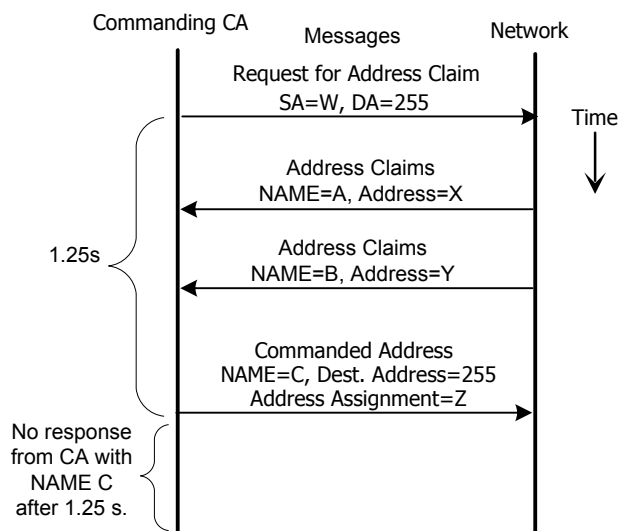 Commanding CA
Messages
Network
Request for Address Claim
SA=W, DA=255
Time
Address Claims
NAME=A, Address=X
1.25s
Address Claims
NAME=B, Address=Y
Commanded Address
NAME=C, Dest. Address=255
Address Assignment=Z
No response
from CA with
NAME C
after 1.25 s.